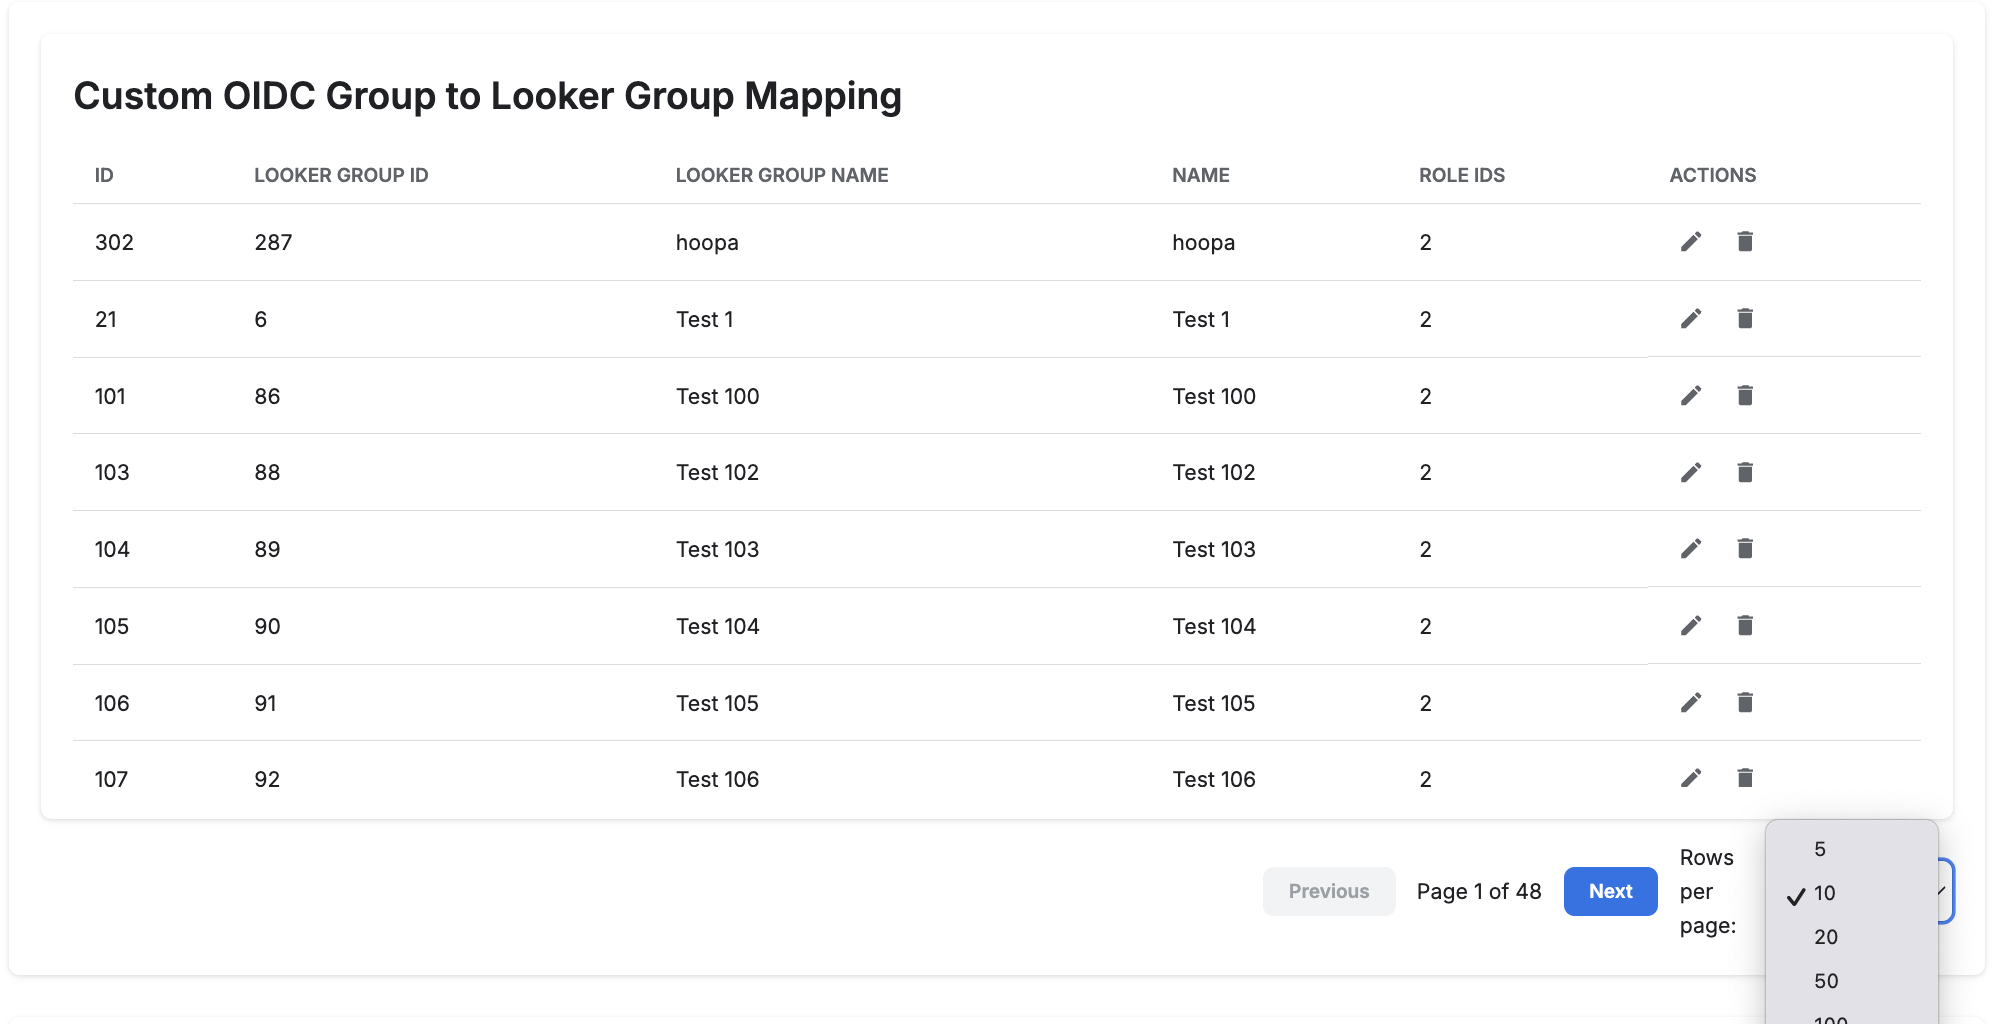 Custom OIDC Group to Looker Group Mapping
ID LOOKER GROUP ID LOOKER GROUP NAME NAME ROLE IDS ACTIONS
302 287 hoopa hoopa 2
21 6 Test 1 Test 1 2
101 86 Test 100 Test 100 2
103 88 Test 102 Test 102 2
104 89 Test 103 Test 103 2
105 90 Test 104 Test 104 2
106 91 Test 105 Test 105 2
107 92 Test 106 Test 106 2
Previous Page 1 of 48 Next
Rows
per
page:
5
10
20
50
100